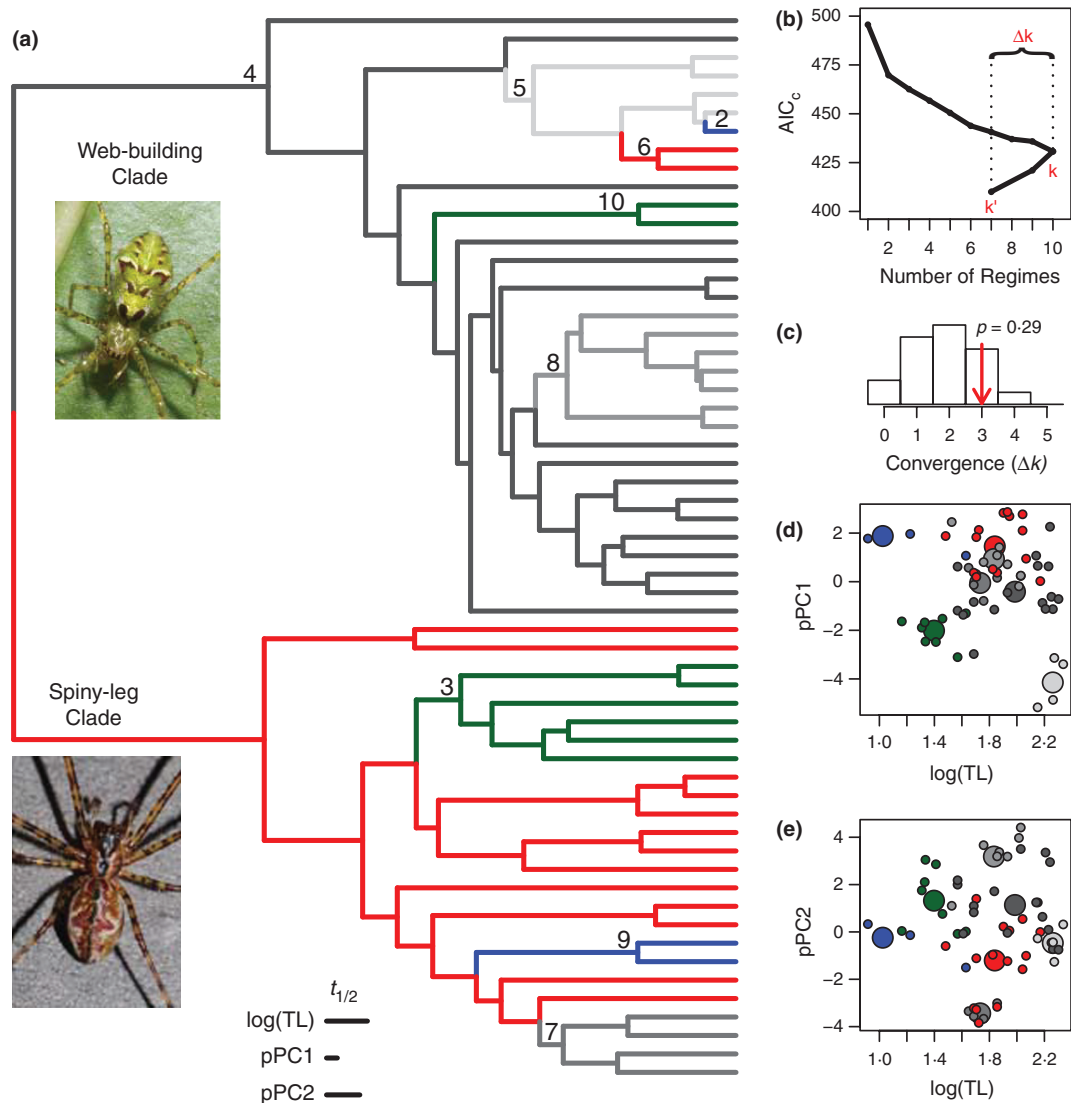 (a)
4
5
2
6
10
8
Web-building
Clade
Spiny-leg
Clade
3
9
7
t1/2
log(TL)
pPC1
pPC2
(b)
500
475
450
425
400
AICc
Δk
k
k'
2 4 6 8 10
Number of Regimes
(c)
p = 0·29
0 1 2 3 4 5
Convergence (Δk)
(d)
2
0
−2
−4
pPC1
1·0 1·4 1·8 2·2
log(TL)
(e)
4
2
0
−2
−4
pPC2
1·0 1·4 1·8 2·2
log(TL)